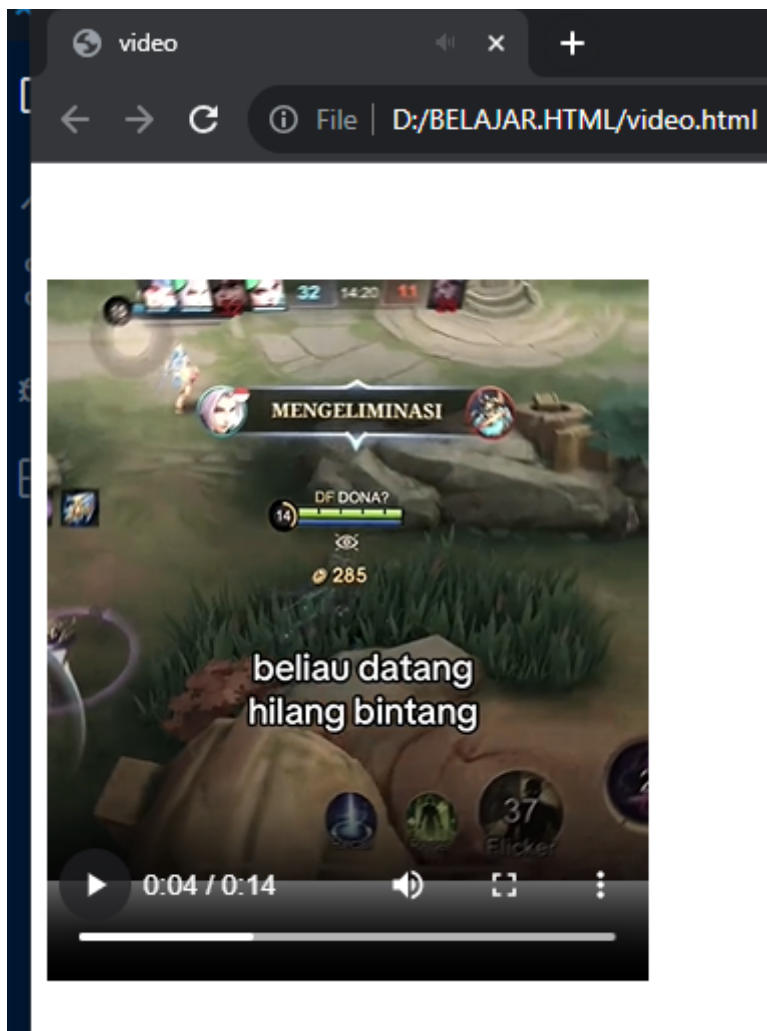 video
File D:/BELAJAR.HTML/video.html
32 14:20 11
MENGELIMINASI
DF DONA?
14
285
beliau datang
hilang bintang
37
Flicker
0:04 / 0:14